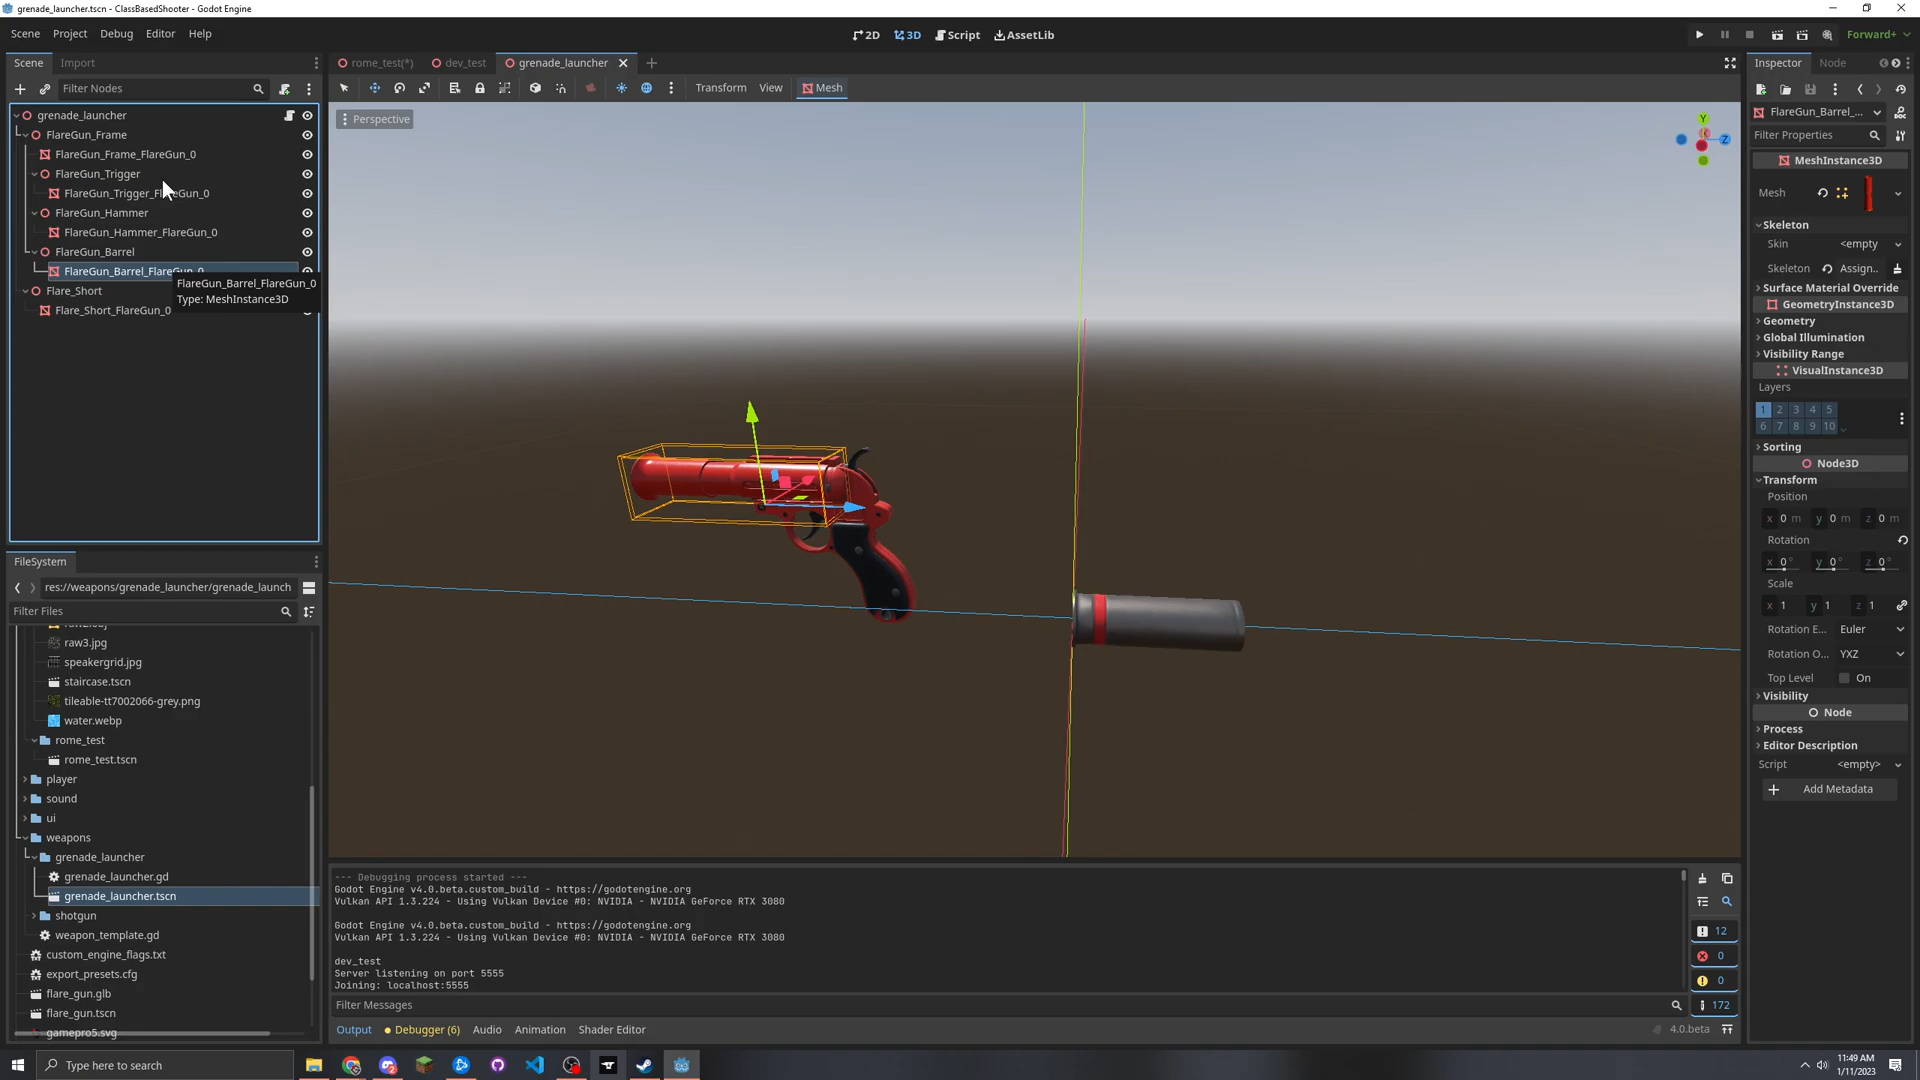 grenade_launcher.tscn - ClassBasedShooter - Godot Engine
Scene Project Debug Editor Help
2D 3D Script AssetLib
Forward+
Scene Import
rome_test(*) dev_test grenade_launcher
Inspector Node
Filter Nodes
Transform View Mesh
grenade_launcher
FlareGun_Frame
FlareGun_Frame_FlareGun_0
FlareGun_Trigger
FlareGun_Trigger_FlareGun_0
FlareGun_Hammer
FlareGun_Hammer_FlareGun_0
FlareGun_Barrel
FlareGun_Barrel_FlareGun_0
FlareGun_Barrel_FlareGun_0
Type: MeshInstance3D
Flare_Short
Flare_Short_FlareGun_0
Perspective
Y
Z
FlareGun_Barrel_...
Filter Properties
MeshInstance3D
Mesh
Skeleton
Skin <empty
Skeleton Assign..
Surface Material Override
GeometryInstance3D
Geometry
Global Illumination
Visibility Range
VisualInstance3D
Layers
1 2 3 4 5
6 7 8 9 10
Sorting
Node3D
Transform
Position
x 0 m y 0 m z 0 m
Rotation
x 0° y 0° z 0°
Scale
x 1 y 1 z 1
Rotation E... Euler
Rotation O... YXZ
Top Level On
Visibility
Node
Process
Editor Description
Script <empty>
Add Metadata
FileSystem
res://weapons/grenade_launcher/grenade_launch
Filter Files
raw3.jpg
speakergrid.jpg
staircase.tscn
tileable-tt7002066-grey.png
water.webp
rome_test
rome_test.tscn
player
sound
ui
weapons
grenade_launcher
grenade_launcher.gd
grenade_launcher.tscn
shotgun
weapon_template.gd
custom_engine_flags.txt
export_presets.cfg
flare_gun.glb
flare_gun.tscn
gamepro5.svg
--- Debugging process started ---
Godot Engine v4.0.beta.custom_build - https://godotengine.org
Vulkan API 1.3.224 - Using Vulkan Device #0: NVIDIA - NVIDIA GeForce RTX 3080
Godot Engine v4.0.beta.custom_build - https://godotengine.org
Vulkan API 1.3.224 - Using Vulkan Device #0: NVIDIA - NVIDIA GeForce RTX 3080
dev_test
Server listening on port 5555
Joining: localhost:5555
12
0
0
172
Filter Messages
Output Debugger (6) Audio Animation Shader Editor
4.0.beta
Type here to search
11:49 AM
1/11/2023